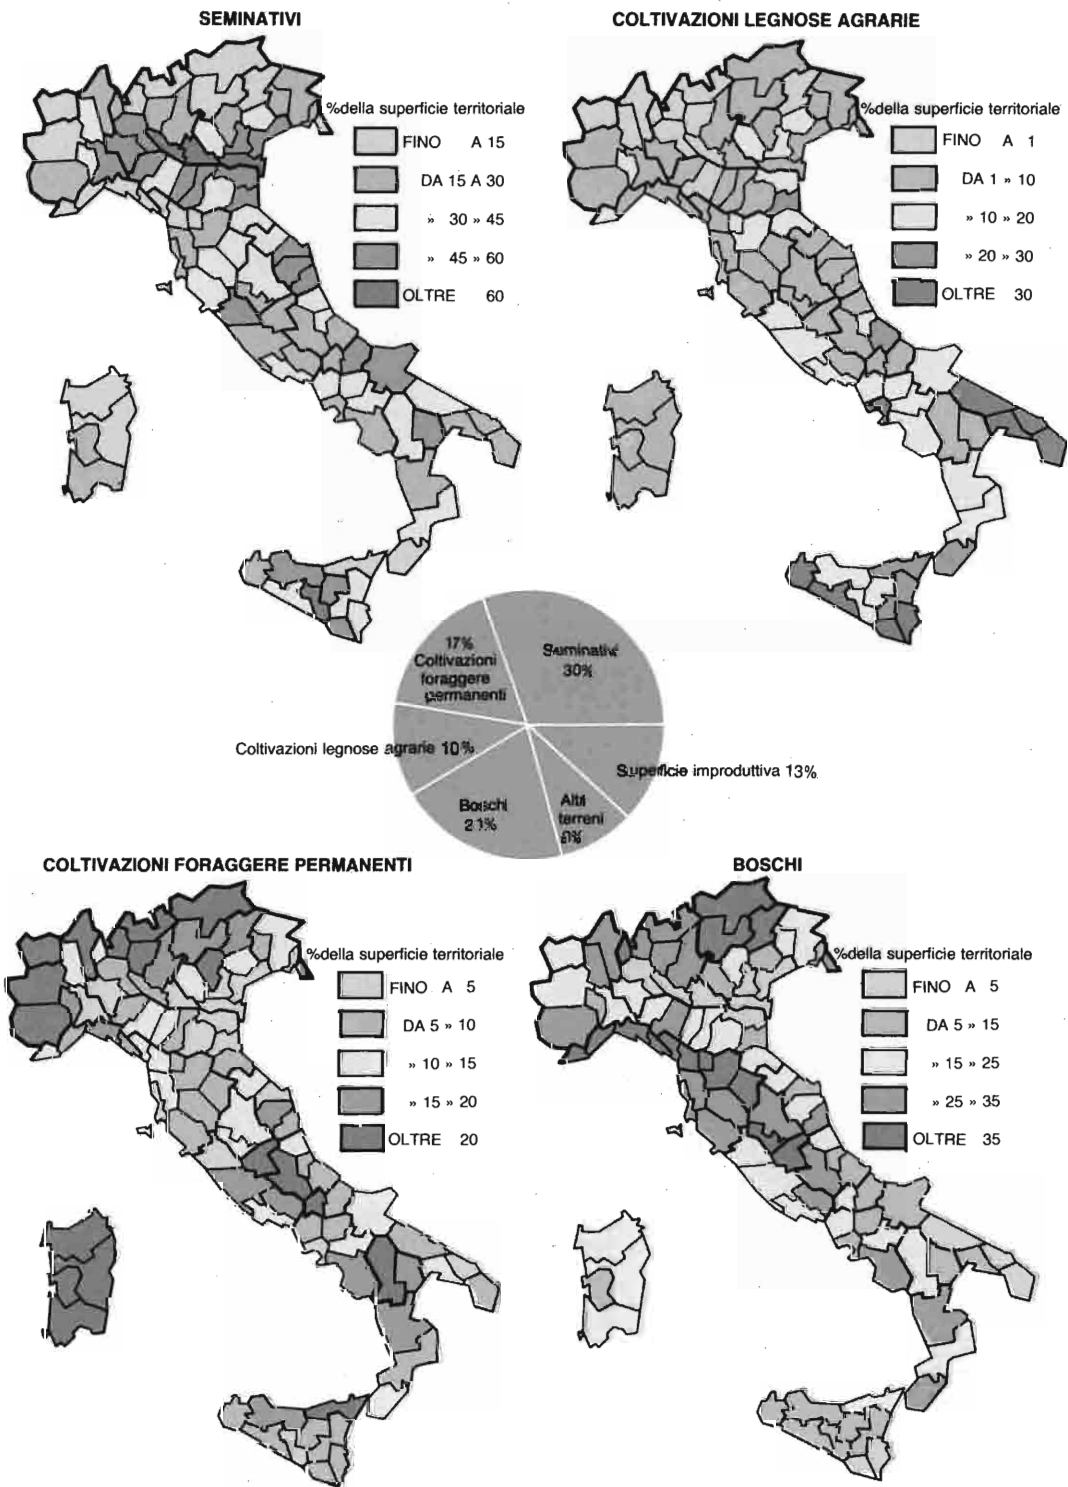 SEMINATIVI
%della superficie territoriale
FINO A 15
DA 15 A 30
» 30 » 45
» 45 » 60
OLTRE 60
COLTIVAZIONI LEGNOSE AGRARIE
%della superficie territoriale
FINO A 1
DA 1 » 10
» 10 » 20
» 20 » 30
OLTRE 30
17%
Coltivazioni
foraggere
permanenti
Seminativi
30%
Coltivazioni legnose agrarie 10%
Superficie improduttiva 13%
Boschi
21%
Altri
terreni
COLTIVAZIONI FORAGGERE PERMANENTI
%della superficie territoriale
FINO A 5
DA 5 » 10
» 10 » 15
» 15 » 20
OLTRE 20
BOSCHI
%della superficie territoriale
FINO A 5
DA 5 » 15
» 15 » 25
» 25 » 35
OLTRE 35